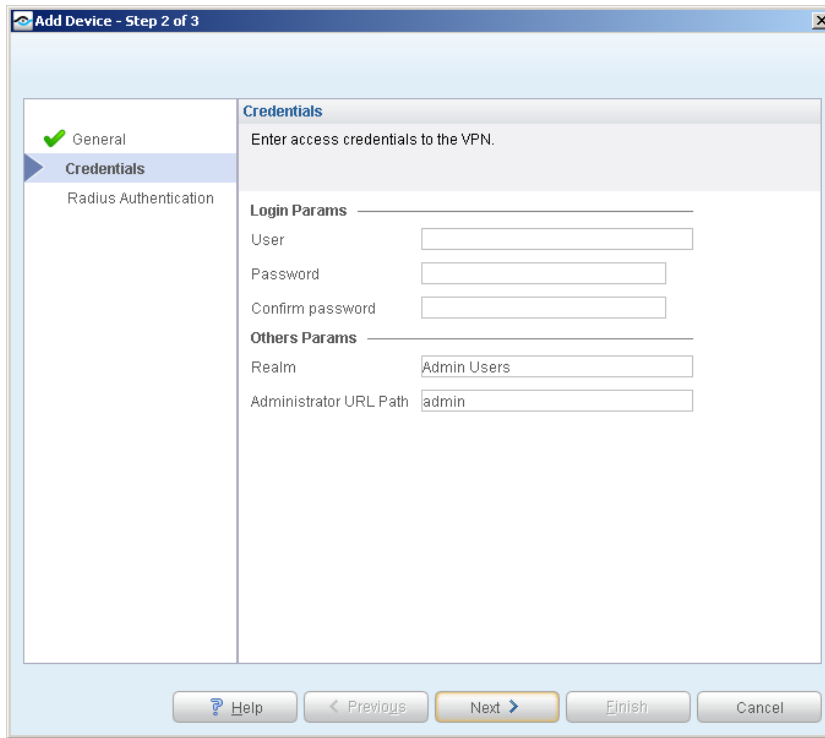 Add Device - Step 2 of 3
General
Credentials
Radius Authentication
Credentials
Enter access credentials to the VPN.
Login Params
User
Password
Confirm password
Others Params
Realm Admin Users
Administrator URL Path admin
Help Previous Next Finish Cancel